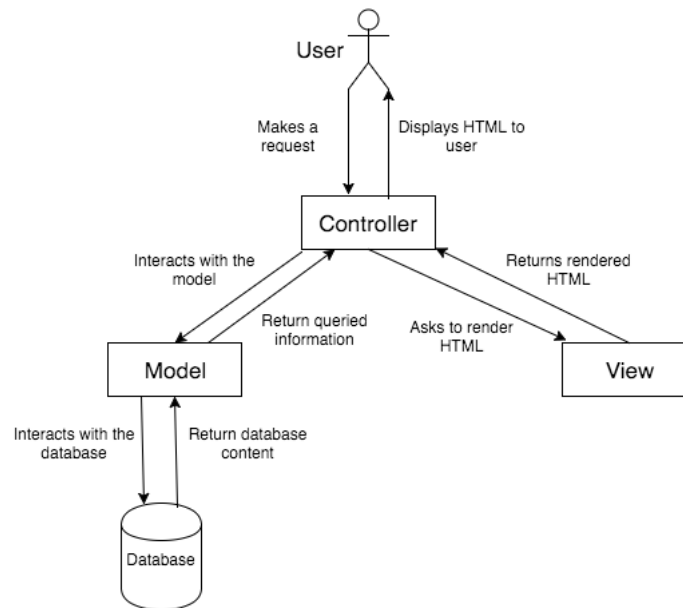 User
Makes a
request
Displays HTML to
user
Controller
Interacts with the
model
Returns rendered
HTML
Return queried
information
Asks to render
HTML
Model
View
Interacts with the
database
Return database
content
Database